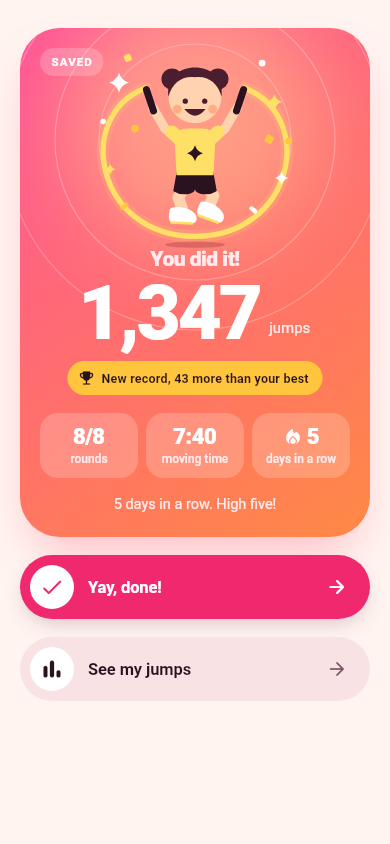 SAVED
You did it!
1,347 jumps
New record, 43 more than your best
8/8
rounds
7:40
moving time
5
days in a row
5 days in a row. High five!
Yay, done!
See my jumps